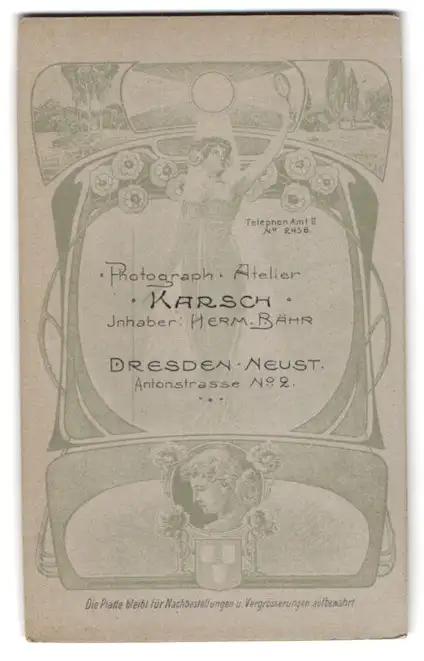 Telephon Amt II
No 2456.
· Photograph · Atelier
· KARSCH ·
Jnhaber: HERM. BÄHR
DRESDEN · NEUST.
Antonstrasse No 2.
Die Platte bleibt für Nachbestellungen u. Vergrösserungen aufbewahrt